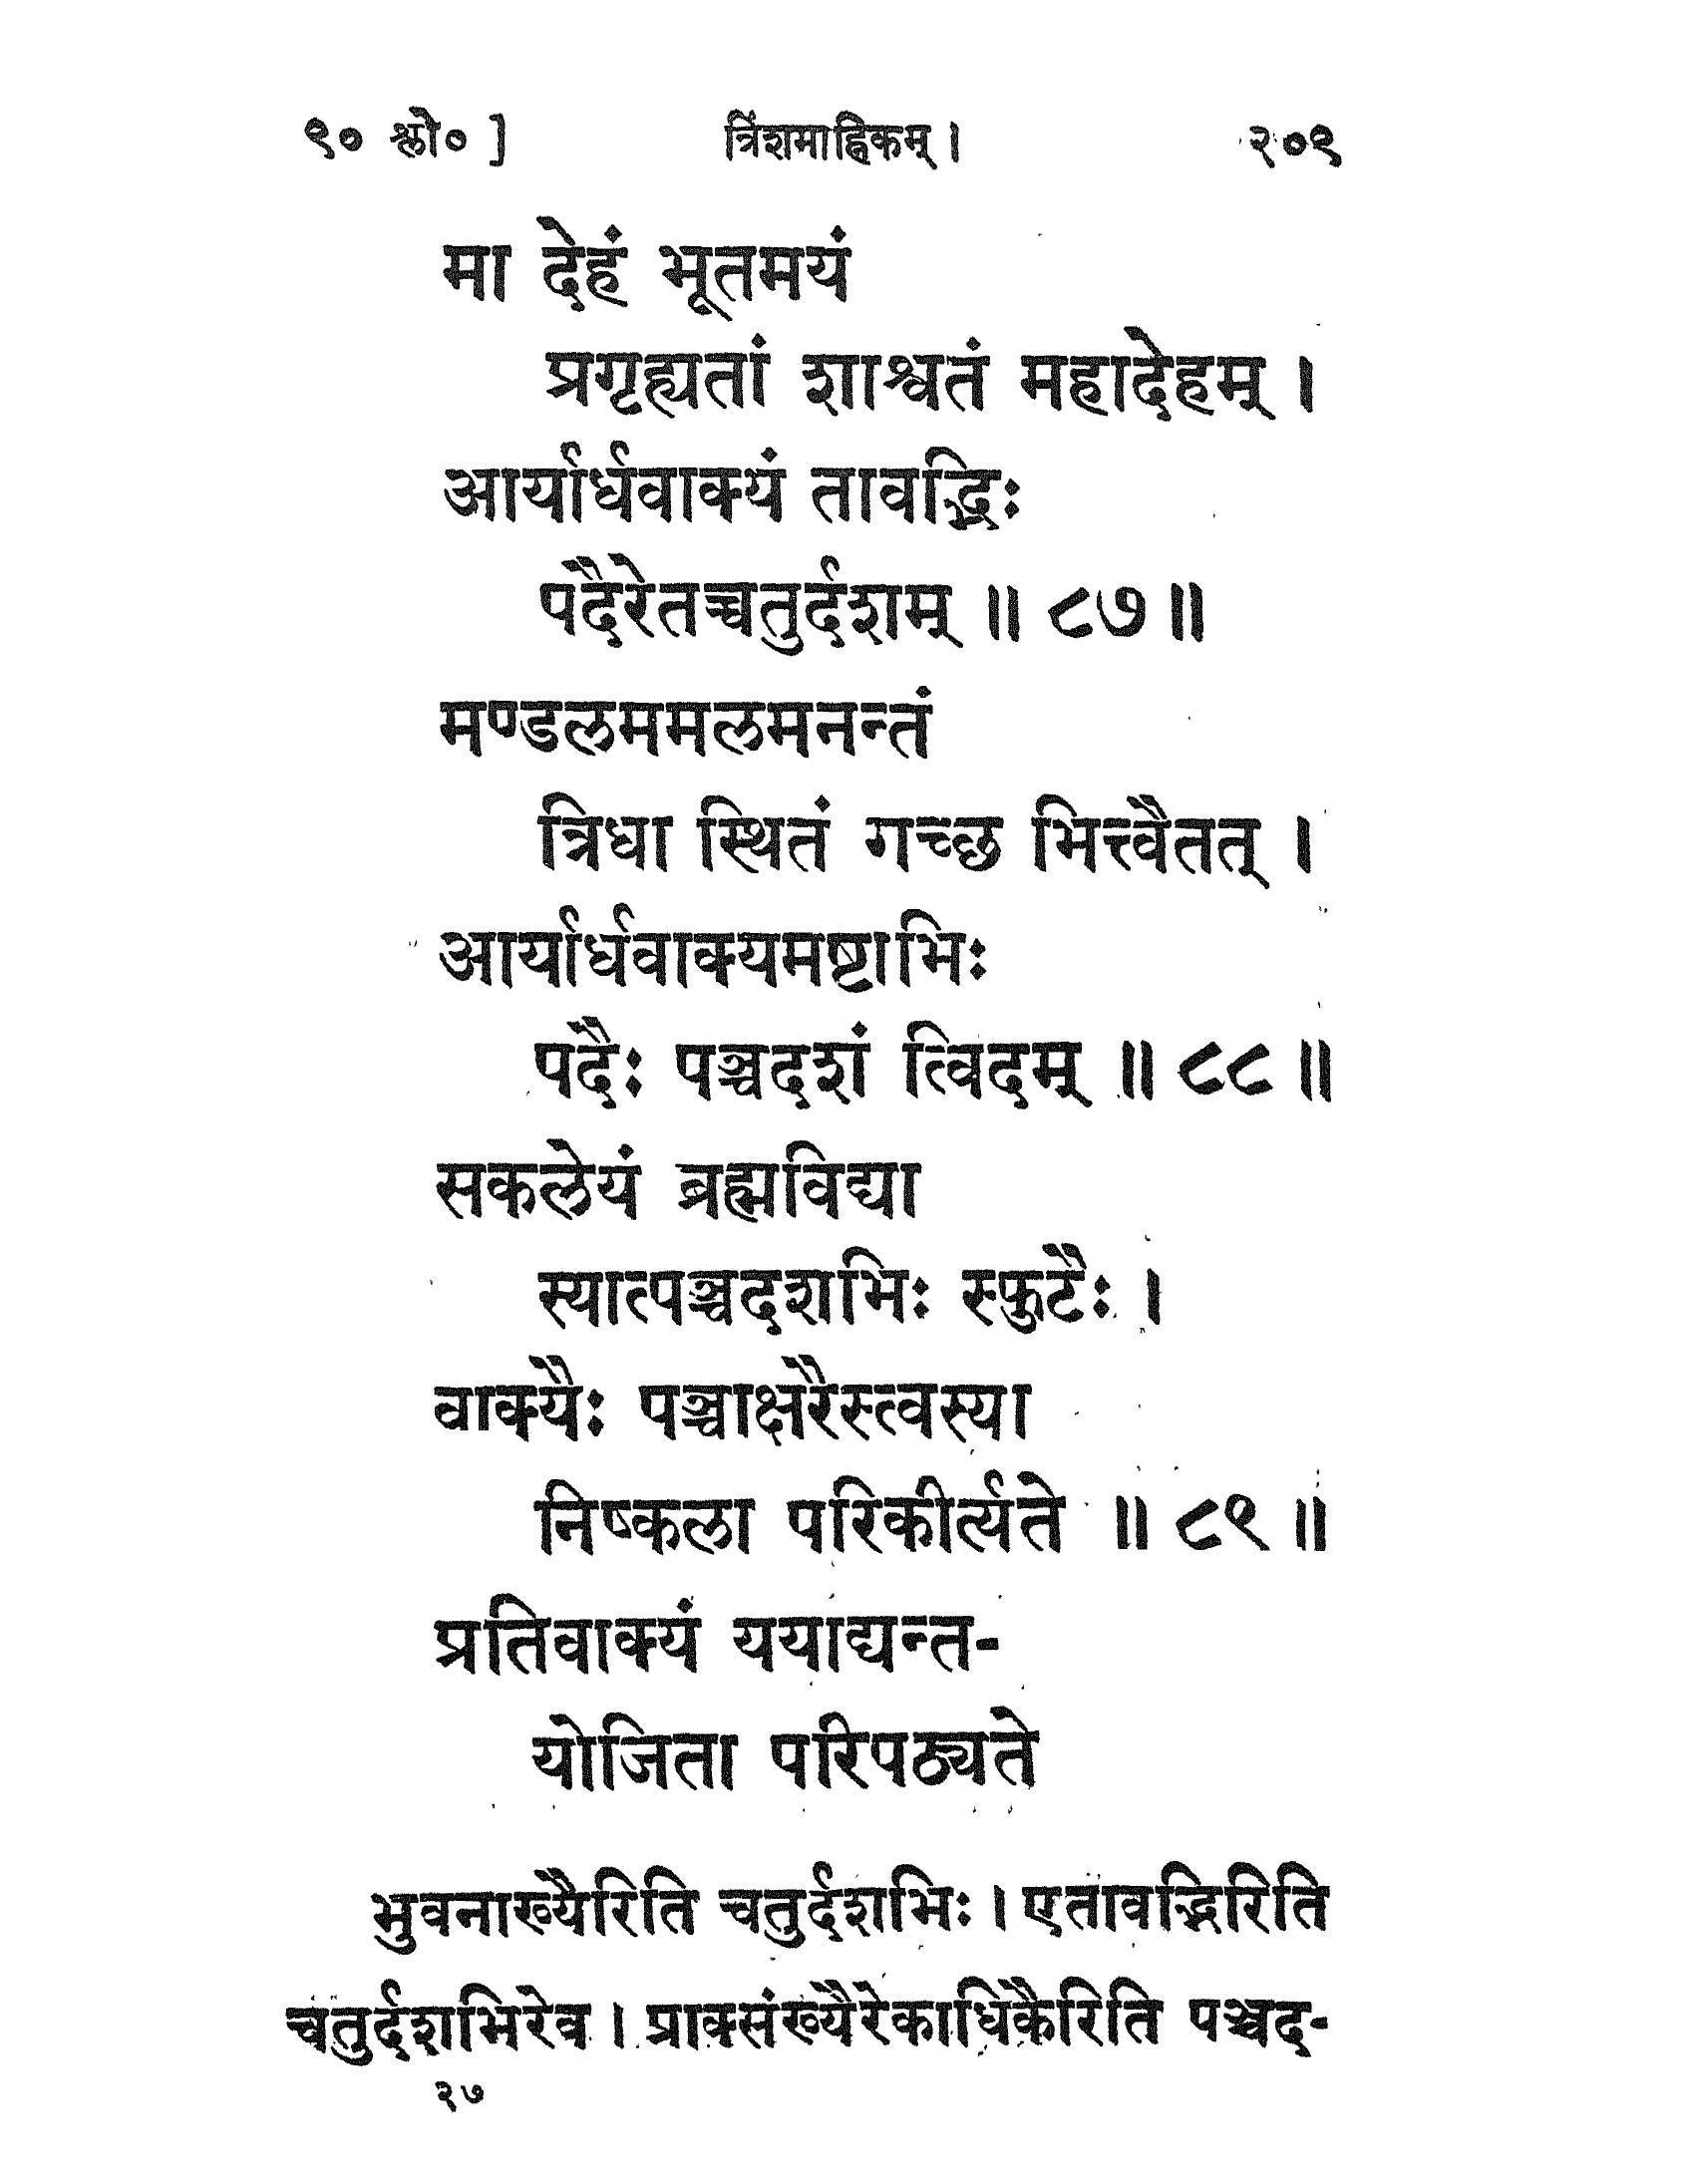 ९० श्लो० ] त्रिंशमाह्निकम् । २०९
मा देहं भूतमयं
प्रगृह्यतां शाश्वतं महादेहम् ।
आर्यार्धवाक्यं तावद्भिः
पदैरेतच्चतुर्दशम् ॥ ८७ ॥
मण्डलममलमनन्तं
त्रिधा स्थितं गच्छ भित्त्वैतत् ।
आर्यार्धवाक्यमष्टाभिः
पदैः पञ्चदशं त्विदम् ॥ ८८ ॥
सकलेयं ब्रह्मविद्या
स्यात्पञ्चदशभिः स्फुटैः ।
वाक्यैः पञ्चाक्षरैस्त्वस्या
निष्कला परिकीर्त्यते ॥ ८९ ॥
प्रतिवाक्यं ययाद्यन्त-
योजिता परिपठ्यते
भुवनाख्यैरिति चतुर्दशभिः । एतावद्भिरिति
चतुर्दशभिरेव । प्राक्संख्यैरेकाधिकैरिति पञ्चद-
२७